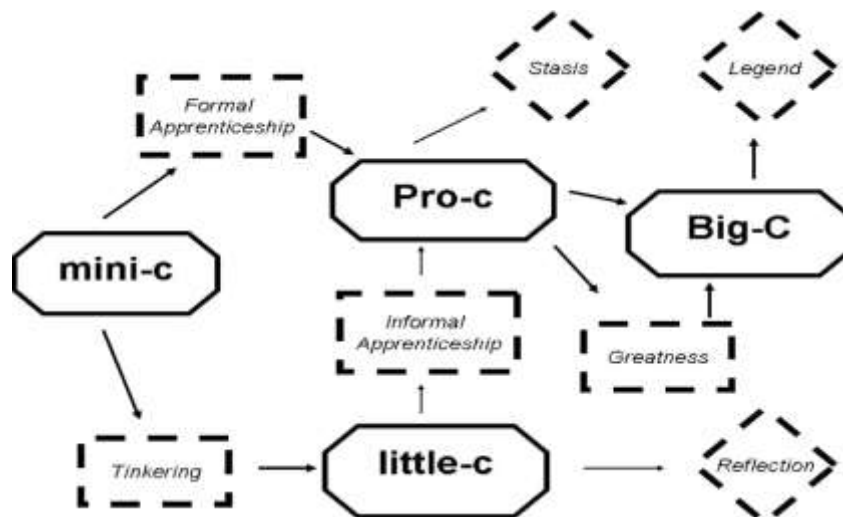 Stasis
Legend
Formal
Apprenticeship
Pro-c
Big-C
mini-c
Informal
Apprenticeship
Greatness
Tinkering
little-c
Reflection